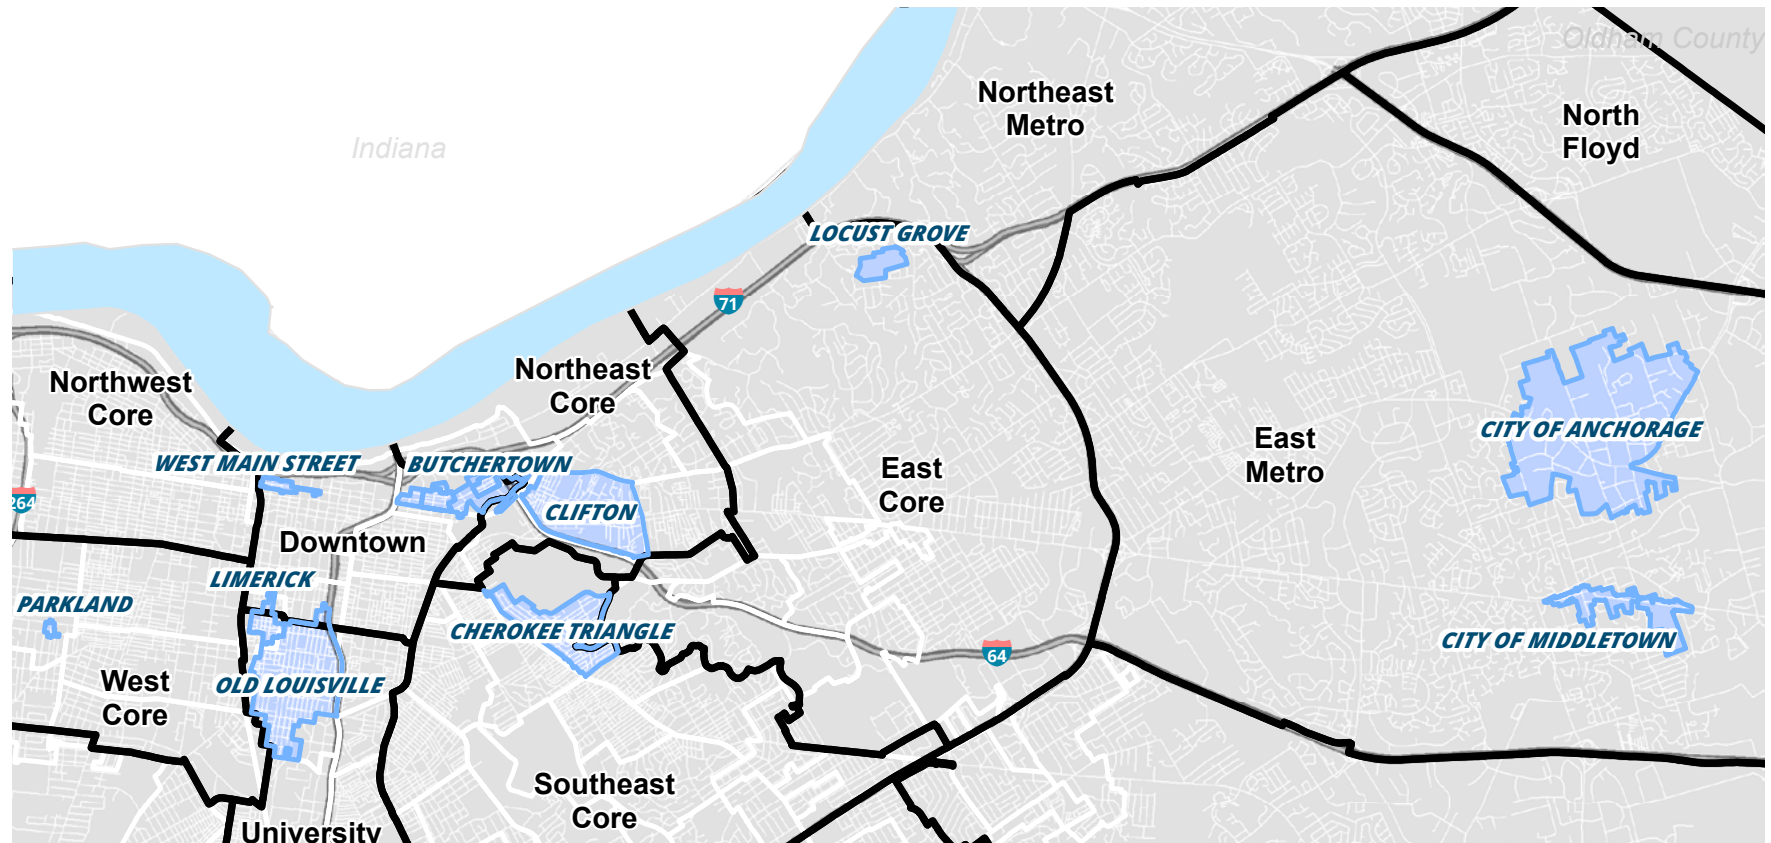 Oldham County
Northeast
Metro
North
Floyd
Indiana
LOCUST GROVE
71
Northwest
Core
Northeast
Core
CITY OF ANCHORAGE
East
Metro
East
Core
WEST MAIN STREET
BUTCHERTOWN
264
CLIFTON
Downtown
LIMERICK
PARKLAND
CHEROKEE TRIANGLE
CITY OF MIDDLETOWN
64
OLD LOUISVILLE
West
Core
Southeast
Core
University